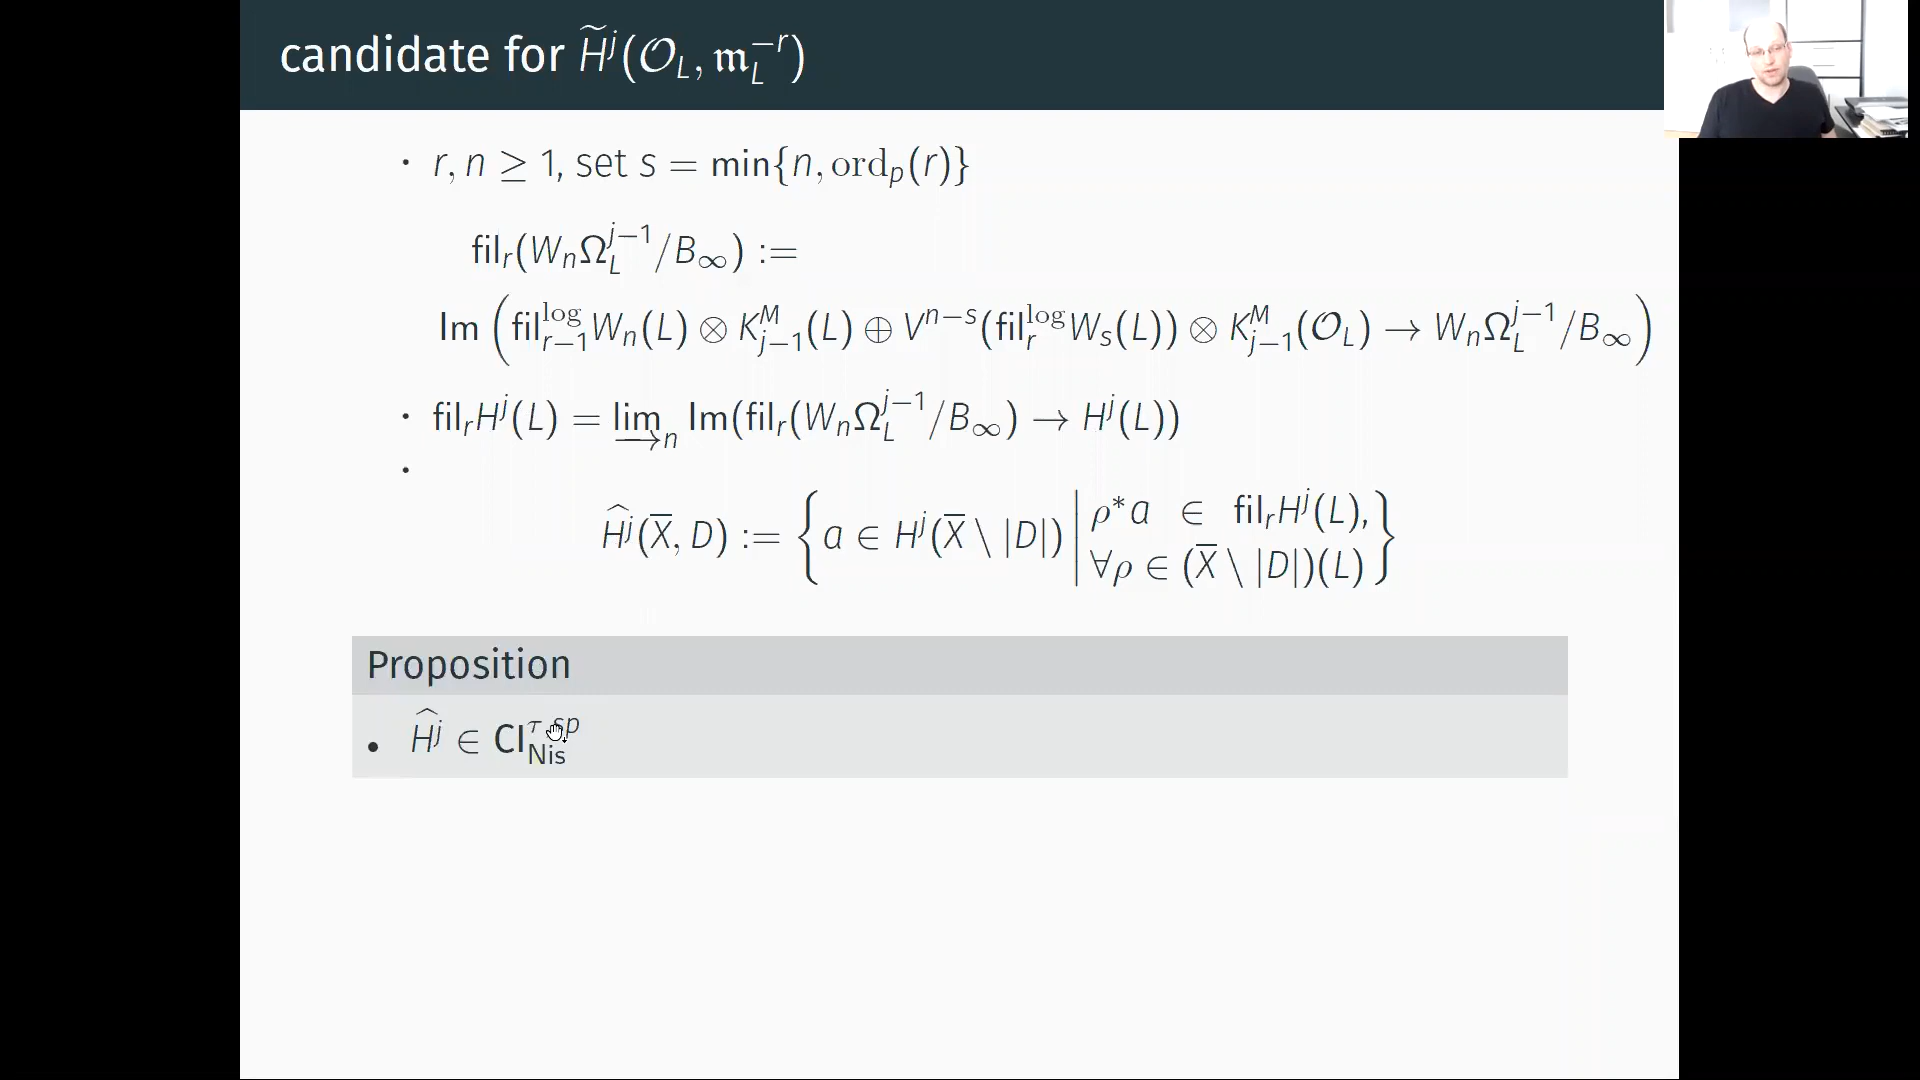 candidate for $\widetilde{H}^j(\mathcal{O}_L, \mathfrak{m}_L^{-r})$
• $r, n \geq 1$, set $s = \min\{n, \mathrm{ord}_p(r)\}$
$\mathrm{fil}_r(W_n\Omega_L^{j-1}/B_\infty) :=$
$\mathrm{Im}\left(\mathrm{fil}_{r-1}^{\log} W_n(L) \otimes K_{j-1}^M(L) \oplus V^{n-s}(\mathrm{fil}_r^{\log} W_s(L)) \otimes K_{j-1}^M(\mathcal{O}_L) \to W_n\Omega_L^{j-1}/B_\infty\right)$
• $\mathrm{fil}_r H^j(L) = \varinjlim_n \mathrm{Im}(\mathrm{fil}_r(W_n\Omega_L^{j-1}/B_\infty) \to H^j(L))$
•
$\widehat{H}^j(\overline{X}, D) := \left\{ a \in H^j(\overline{X} \setminus |D|) \middle| \begin{array}{l} \rho^* a \in \mathrm{fil}_r H^j(L), \\ \forall \rho \in (\overline{X} \setminus |D|)(L) \end{array} \right\}$
Proposition
• $\widehat{H}^j \in \mathbf{CI}_{\mathrm{Nis}}^{\tau, sp}$